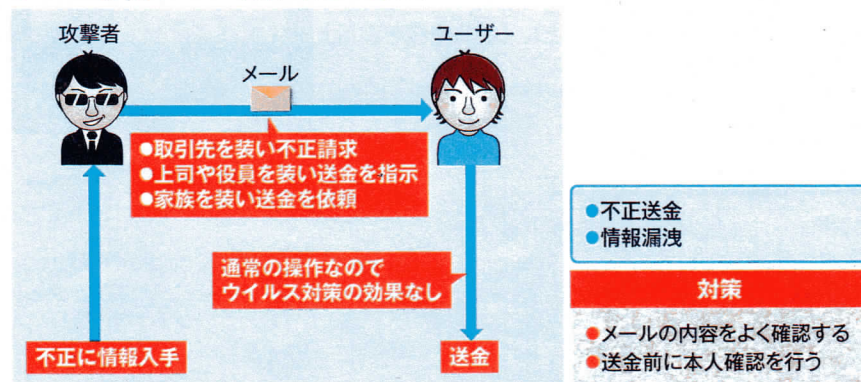 攻撃者
ユーザー
メール
●取引先を装い不正請求
●上司や役員を装い送金を指示
●家族を装い送金を依頼
通常の操作なので
ウイルス対策の効果なし
不正に情報入手
送金
●不正送金
●情報漏洩
対策
●メールの内容をよく確認する
●送金前に本人確認を行う